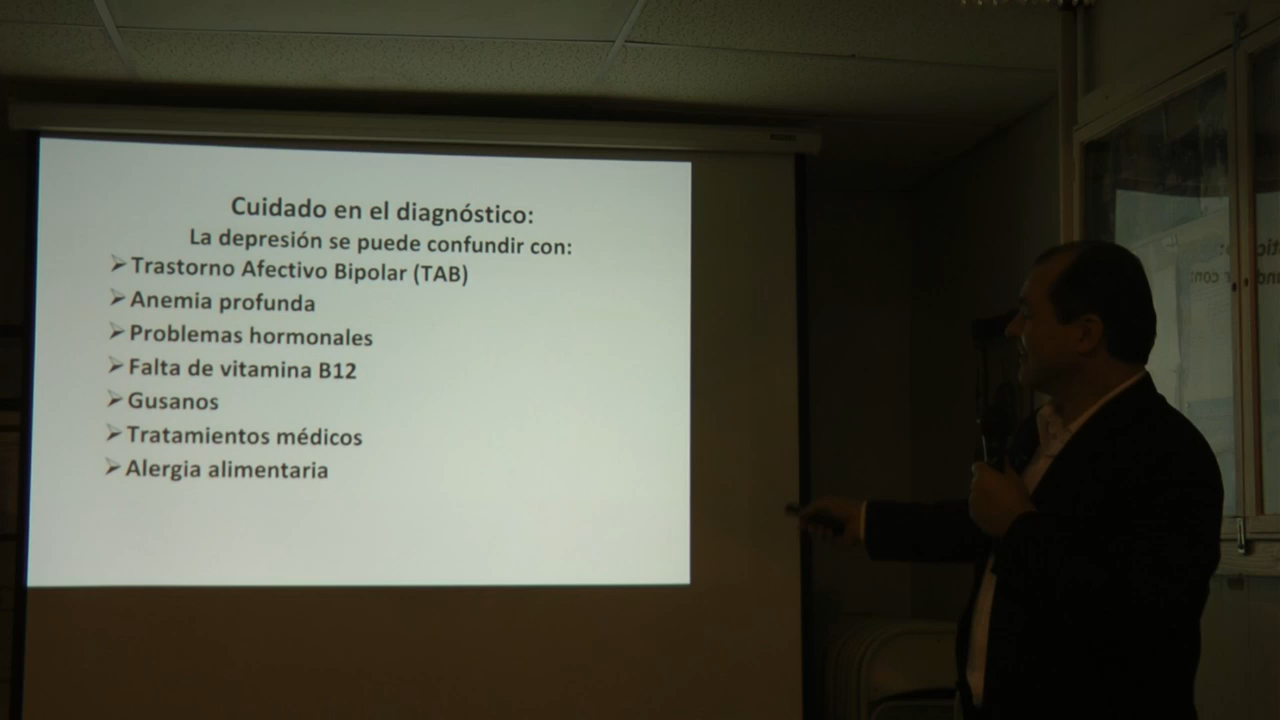 Cuidado en el diagnóstico:
La depresión se puede confundir con:
Trastorno Afectivo Bipolar (TAB)
Anemia profunda
Problemas hormonales
Falta de vitamina B12
Gusanos
Tratamientos médicos
Alergia alimentaria